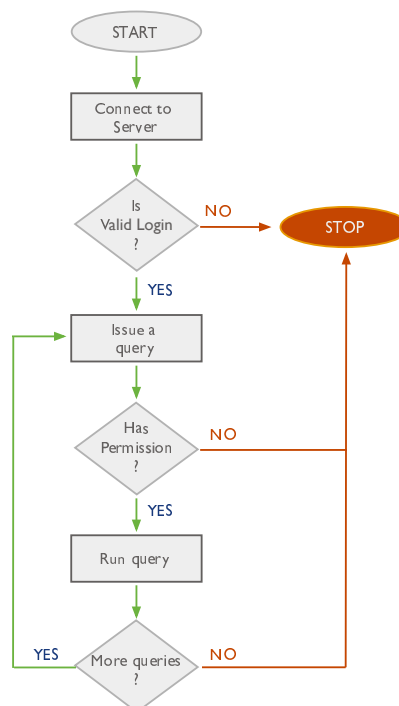 START
Connect to
Server
Is
Valid Login
?
NO
STOP
YES
Issue a
query
Has
Permission
?
NO
YES
Run query
More queries
?
YES
NO